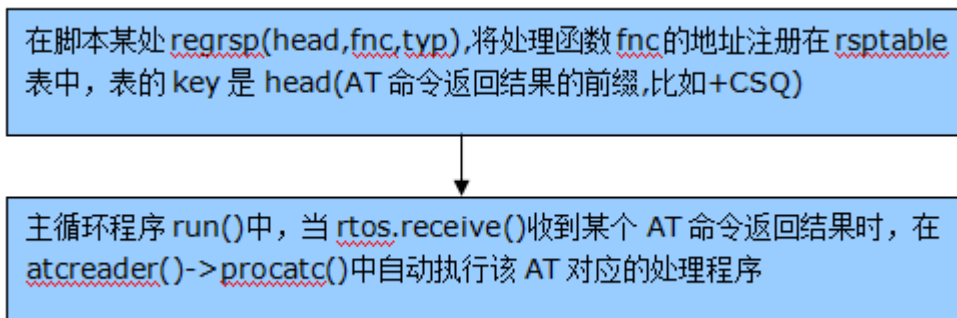 在脚本某处 regrsp(head,fnc,typ),将处理函数 fnc 的地址注册在 rsptable
表中，表的 key 是 head(AT 命令返回结果的前缀,比如+CSQ)
主循环程序 run()中，当 rtos.receive()收到某个 AT 命令返回结果时，在
atcreader()->procatc()中自动执行该 AT 对应的处理程序